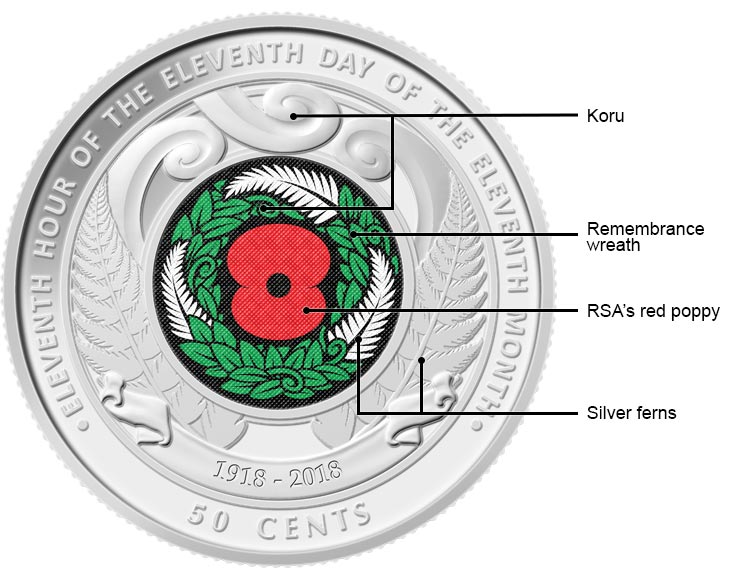 • ELEVENTH HOUR OF THE ELEVENTH DAY OF THE ELEVENTH MONTH •
1918 - 2018
50 CENTS
Koru
Remembrance
wreath
RSA’s red poppy
Silver ferns